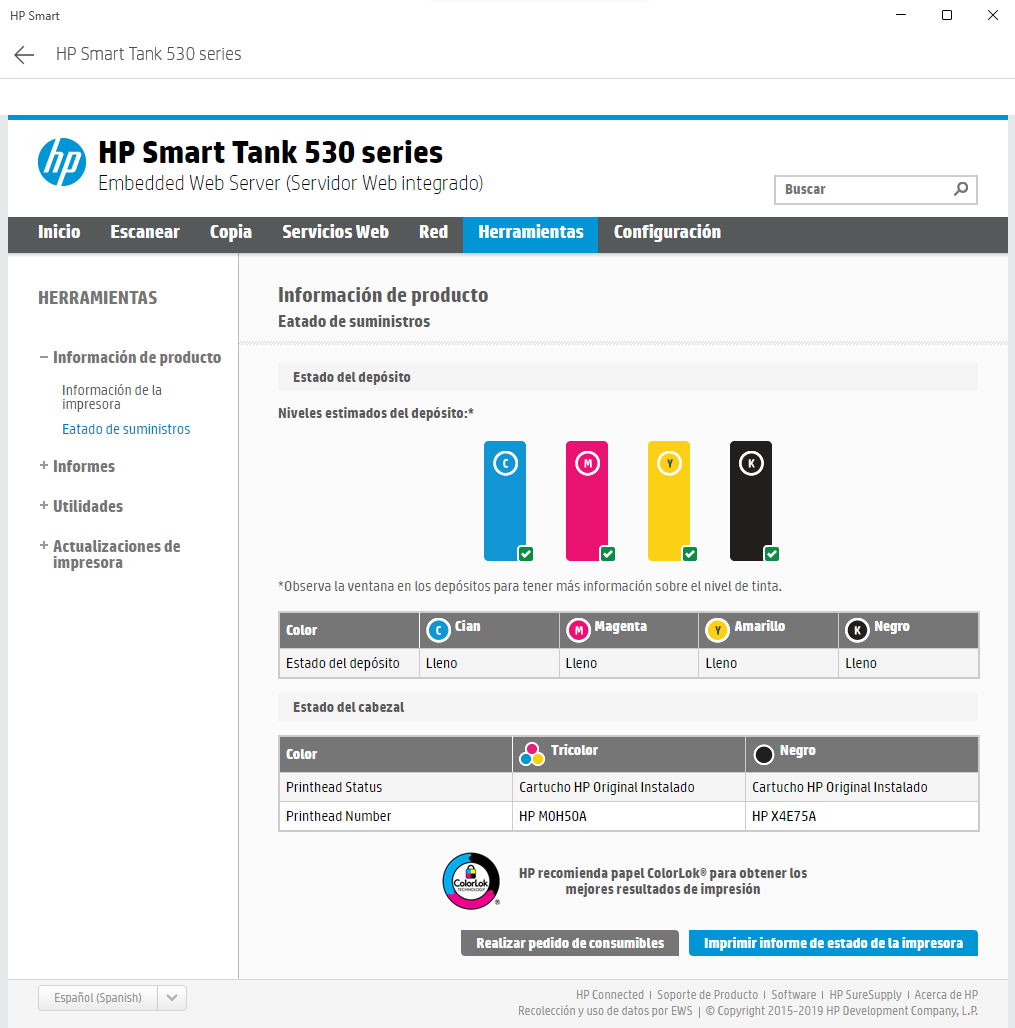 HP Smart
HP Smart Tank 530 series
hp
HP Smart Tank 530 series
Embedded Web Server (Servidor Web integrado)
Buscar
Inicio Escanear Copia Servicios Web Red Herramientas Configuración
HERRAMIENTAS
− Información de producto
Información de la
impresora
Eatado de suministros
+ Informes
+ Utilidades
+ Actualizaciones de
impresora
Información de producto
Eatado de suministros
Estado del depósito
Niveles estimados del depósito:*
C M Y K
*Observa la ventana en los depósitos para tener más información sobre el nivel de tinta.
Color C Cian M Magenta Y Amarillo K Negro
Estado del depósito Lleno Lleno Lleno Lleno
Estado del cabezal
Color Tricolor Negro
Printhead Status Cartucho HP Original Instalado Cartucho HP Original Instalado
Printhead Number HP M0H50A HP X4E75A
ColorLok
TECHNOLOGY
®
HP recomienda papel ColorLok® para obtener los
mejores resultados de impresión
Realizar pedido de consumibles Imprimir informe de estado de la impresora
Español (Spanish)
HP Connected | Soporte de Producto | Software | HP SureSupply | Acerca de HP
Recolección y uso de datos por EWS | © Copyright 2015-2019 HP Development Company, L.P.